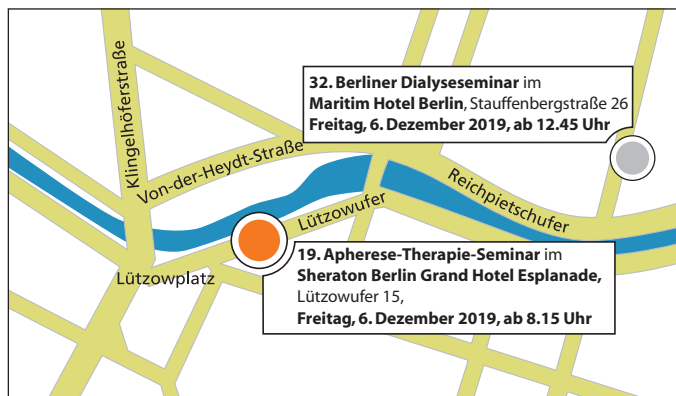 32. Berliner Dialyseseminar im
Maritim Hotel Berlin, Stauffenbergstraße 26
Freitag, 6. Dezember 2019, ab 12.45 Uhr
Klingelhöferstraße
Von-der-Heydt-Straße
Reichpietschufer
Lützowufer
Lützowplatz
19. Apherese-Therapie-Seminar im
Sheraton Berlin Grand Hotel Esplanade,
Lützowufer 15,
Freitag, 6. Dezember 2019, ab 8.15 Uhr